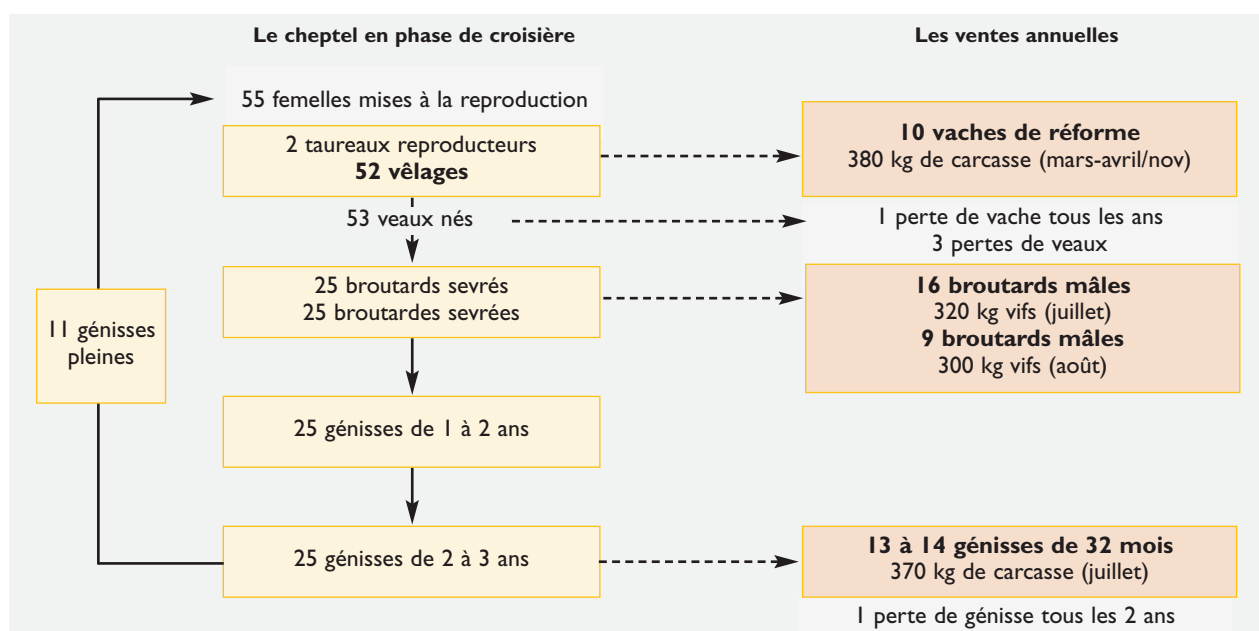 Le cheptel en phase de croisière
Les ventes annuelles
55 femelles mises à la reproduction
2 taureaux reproducteurs
52 vêlages
10 vaches de réforme
380 kg de carcasse (mars-avril/nov)
53 veaux nés
1 perte de vache tous les ans
3 pertes de veaux
25 broutards sevrés
25 broutardes sevrées
16 broutards mâles
320 kg vifs (juillet)
9 broutards mâles
300 kg vifs (août)
11 génisses
pleines
25 génisses de 1 à 2 ans
25 génisses de 2 à 3 ans
13 à 14 génisses de 32 mois
370 kg de carcasse (juillet)
1 perte de génisse tous les 2 ans